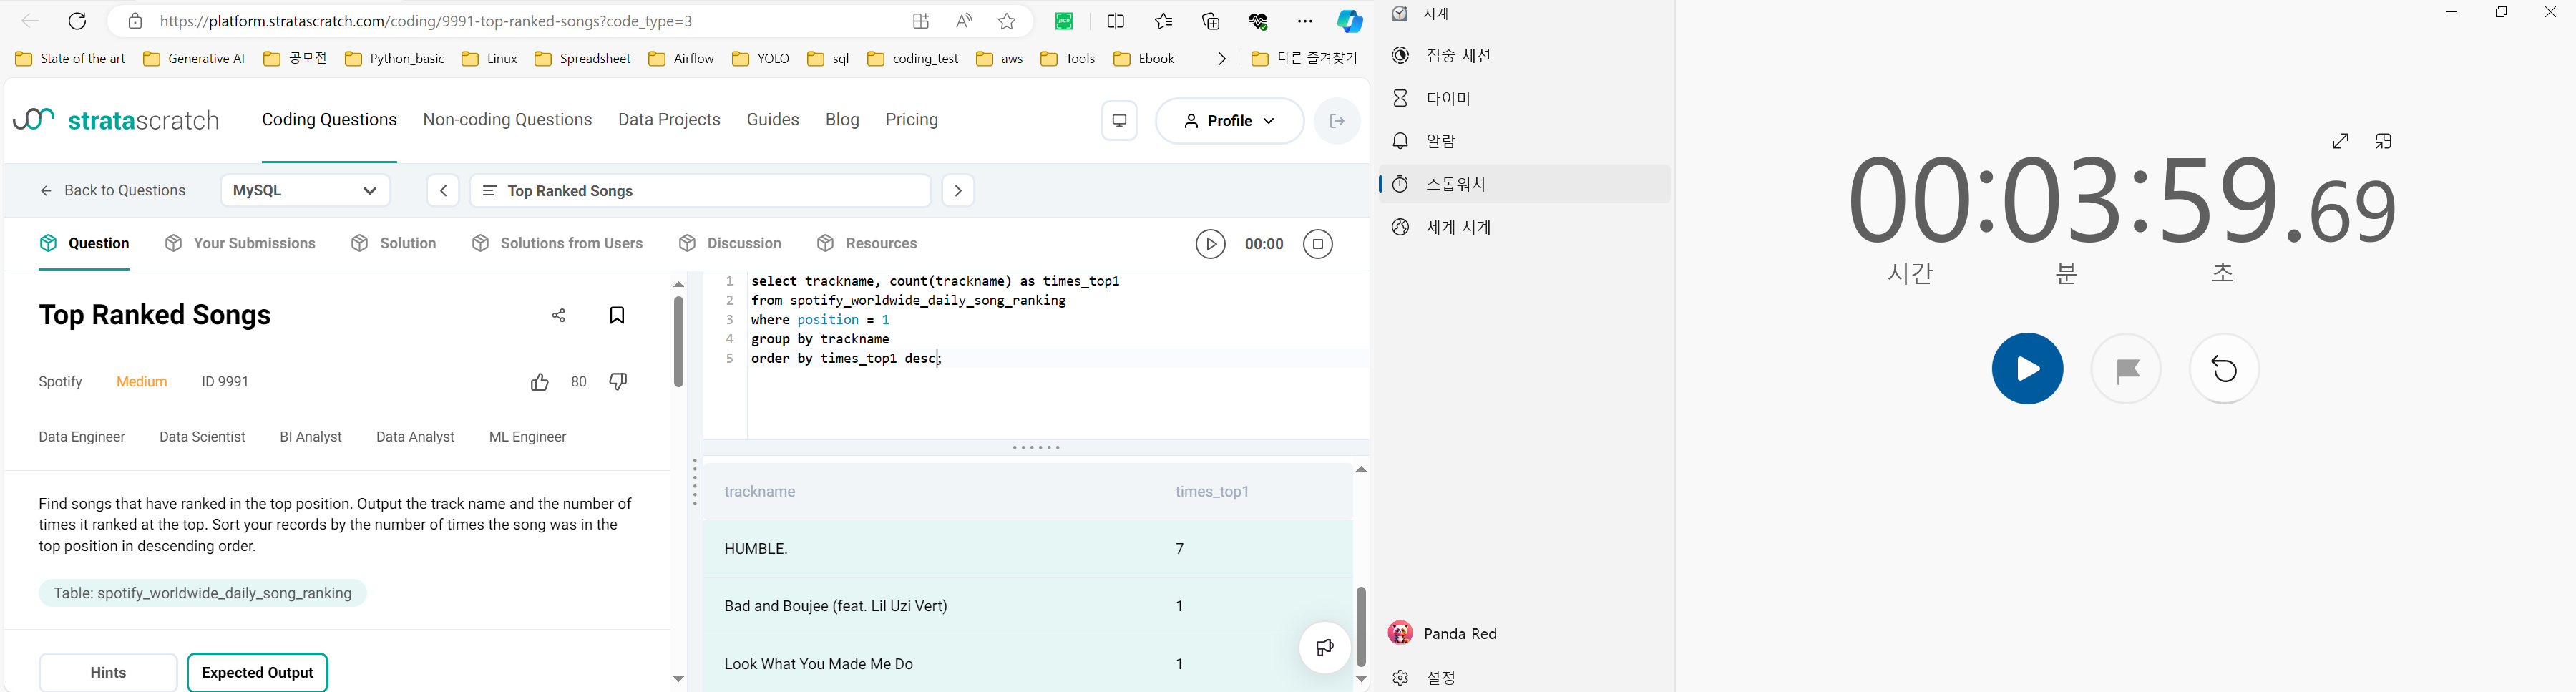 https://platform.stratascratch.com/coding/9991-top-ranked-songs?code_type=3
State of the art Generative AI 공모전 Python_basic Linux Spreadsheet Airflow YOLO sql coding_test aws Tools Ebook 다른 즐겨찾기
stratascratch Coding Questions Non-coding Questions Data Projects Guides Blog Pricing Profile
Back to Questions MySQL Top Ranked Songs
Question Your Submissions Solution Solutions from Users Discussion Resources 00:00
Top Ranked Songs
Spotify Medium ID 9991 80
Data Engineer Data Scientist BI Analyst Data Analyst ML Engineer
Find songs that have ranked in the top position. Output the track name and the number of
times it ranked at the top. Sort your records by the number of times the song was in the
top position in descending order.
Table: spotify_worldwide_daily_song_ranking
Hints Expected Output
1 select trackname, count(trackname) as times_top1
2 from spotify_worldwide_daily_song_ranking
3 where position = 1
4 group by trackname
5 order by times_top1 desc;
trackname times_top1
HUMBLE. 7
Bad and Boujee (feat. Lil Uzi Vert) 1
Look What You Made Me Do 1
시계
집중 세션
타이머
알람
스톱워치
세계 시계
Panda Red
설정
00:03:59.69
시간 분 초